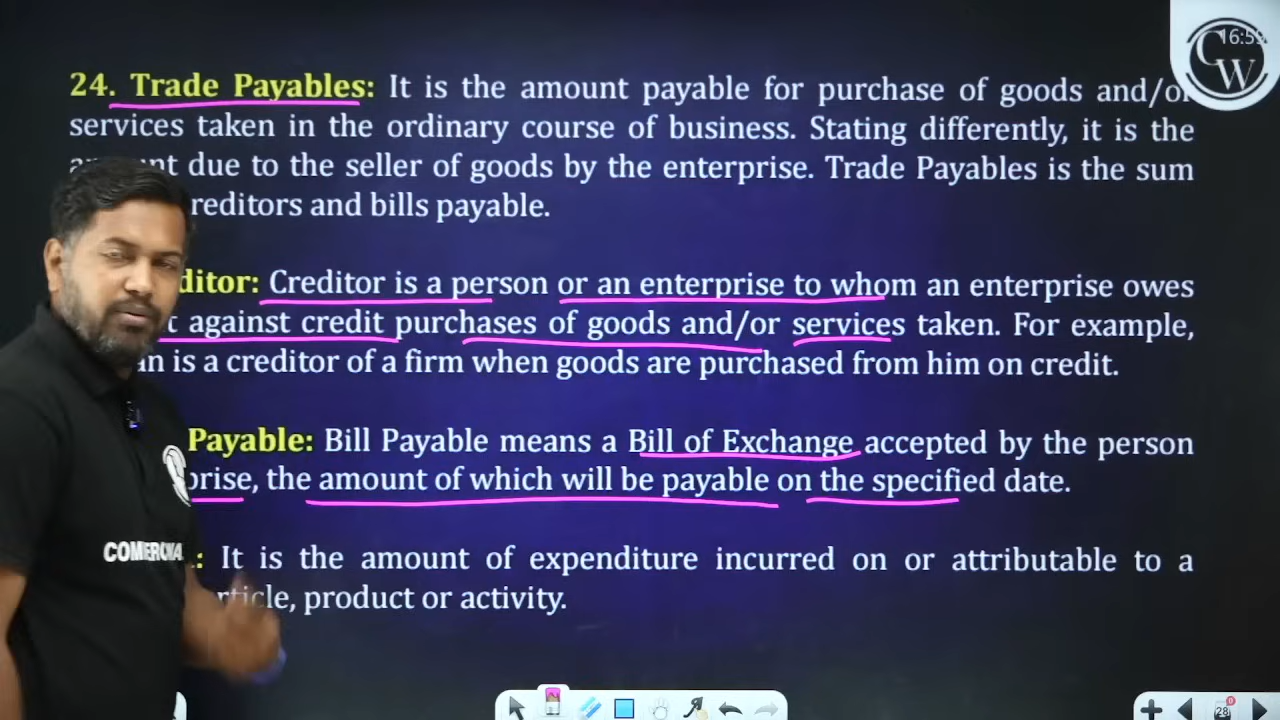 24. Trade Payables: It is the amount payable for purchase of goods and/or
services taken in the ordinary course of business. Stating differently, it is the
due to the seller of goods by the enterprise. Trade Payables is the sum
reditors and bills payable.
ditor: Creditor is a person or an enterprise to whom an enterprise owes
t against credit purchases of goods and/or services taken. For example,
an is a creditor of a firm when goods are purchased from him on credit.
Payable: Bill Payable means a Bill of Exchange accepted by the person
prise, the amount of which will be payable on the specified date.
: It is the amount of expenditure incurred on or attributable to a
rticle, product or activity.
CW
16:59
28